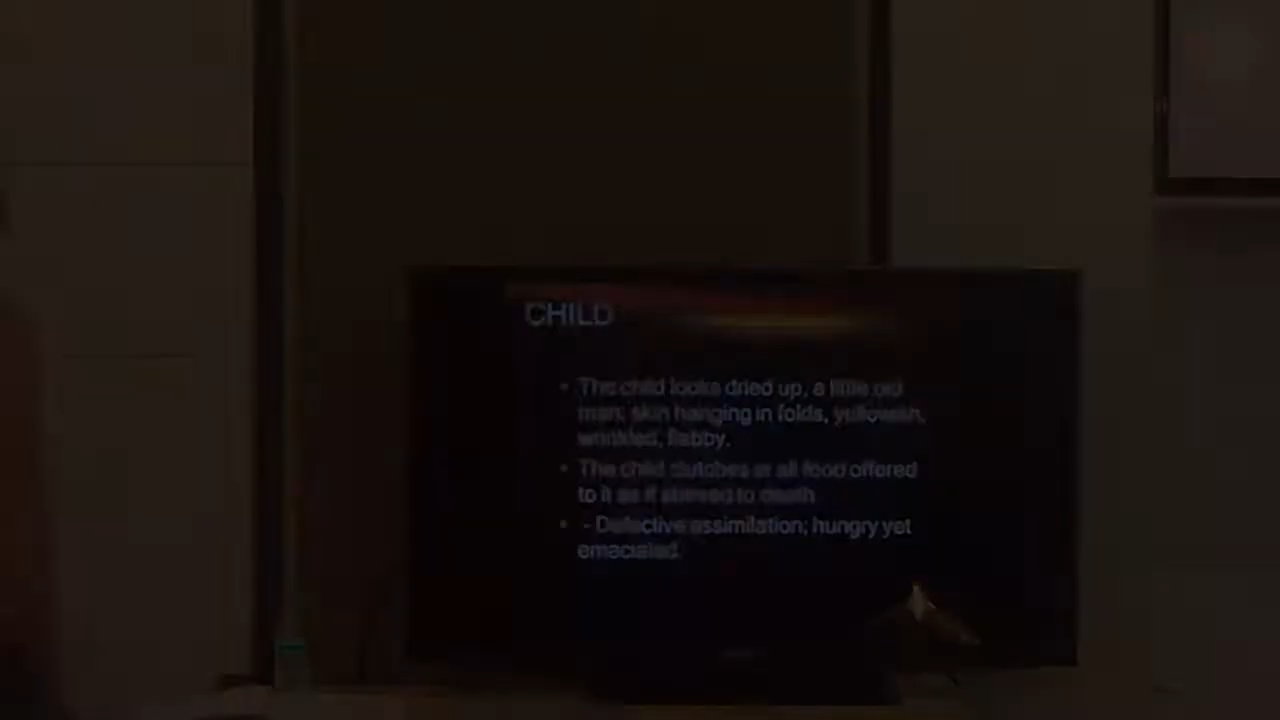 CHILD
• The child looks dried up, a little old
man; skin hanging in folds, yellowish,
wrinkled, flabby.
• The child clutches at all food offered
to it as if starved to death
• - Defective assimilation; hungry yet
emaciated.